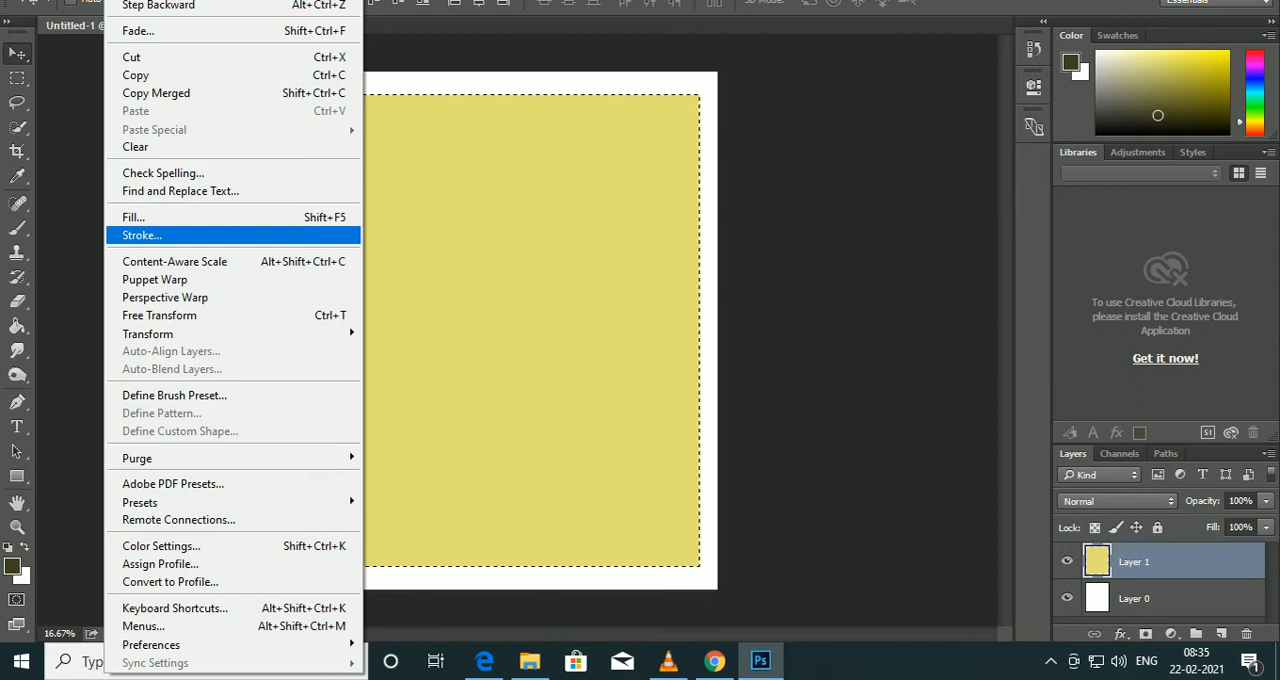 Step Backward Alt+Ctrl+Z
Essentials
Untitled-1 @
Fade... Shift+Ctrl+F
Color Swatches
Cut Ctrl+X
Copy Ctrl+C
Copy Merged Shift+Ctrl+C
Paste Ctrl+V
Paste Special
Clear
Libraries Adjustments Styles
Check Spelling...
Find and Replace Text...
Fill... Shift+F5
Stroke...
Content-Aware Scale Alt+Shift+Ctrl+C
Puppet Warp
Perspective Warp
Free Transform Ctrl+T
Transform
Auto-Align Layers...
Auto-Blend Layers...
To use Creative Cloud Libraries,
please install the Creative Cloud
Application
Get it now!
Define Brush Preset...
Define Pattern...
Define Custom Shape...
St
Purge
Layers Channels Paths
Kind
Adobe PDF Presets...
Presets
Normal Opacity: 100%
Remote Connections...
Lock: Fill: 100%
Color Settings... Shift+Ctrl+K
Assign Profile...
Layer 1
Convert to Profile...
Layer 0
Keyboard Shortcuts... Alt+Shift+Ctrl+K
Menus... Alt+Shift+Ctrl+M
16.67%
Preferences
Sync Settings
Typ
Ps
ENG
08:35
22-02-2021
1